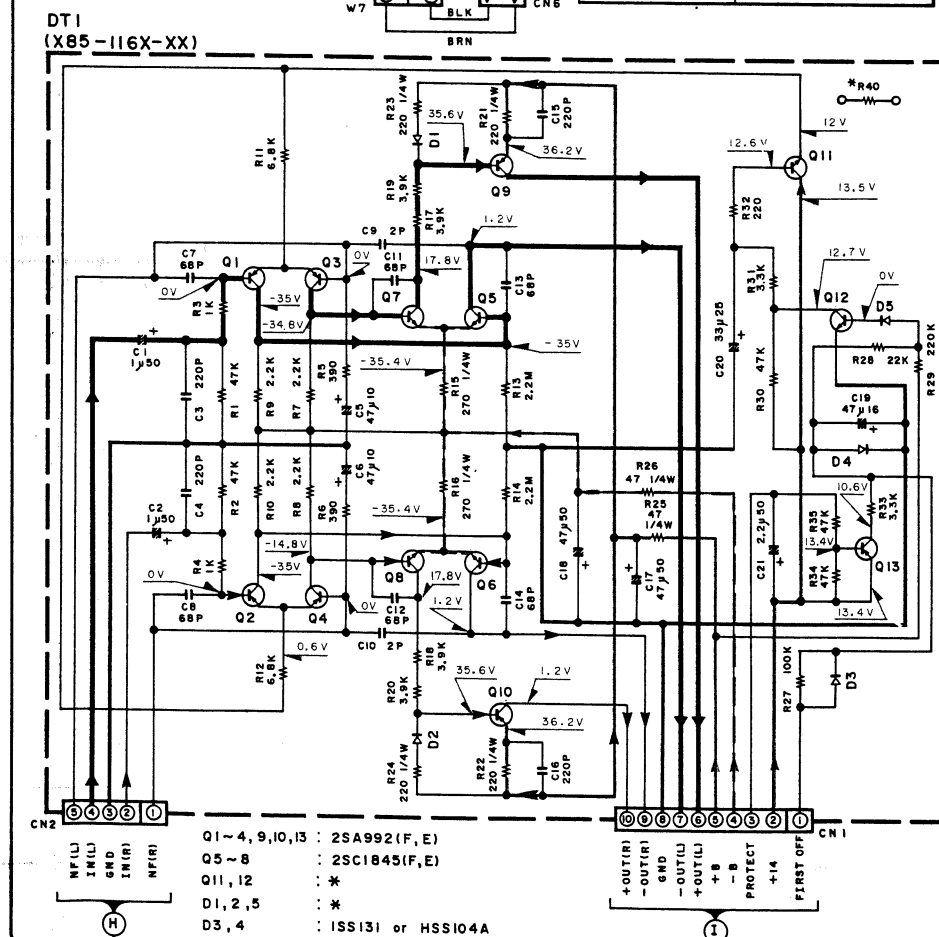 W7
BLK
CN6
BRN
DT1
(X85-116X-XX)
R23
220 1/4W
R21
220 1/4W
C15
220P
*R40
35.6V
D1
36.2V
Q9
12V
12.6V
Q11
13.5V
R11
6.8K
R19
3.9K
R17
3.9K
R32
220
C9 2P
1.2V
C7
68P
Q1
Q3
0V
C11
68P
17.8V
C13
68P
R31
3.3K
12.7V
0V
0V
R3
1K
-35V
-34.8V
Q7
Q5
Q12
D5
C1
1μ50
-35V
-35.4V
C20
33μ25
R28 22K
220K
R29
220P
C3
47K
R1
2.2K
R9
2.2K
R7
R5
390
C5
47μ10
R15
270 1/4W
R13
2.2M
47K
R30
C19
47μ16
D4
220P
C4
47K
R2
2.2K
R10
2.2K
R8
R6
390
C6
47μ10
R16
270 1/4W
R14
2.2M
R26
47 1/4W
R25
47
1/4W
10.6V
R33
3.3K
C2
1μ50
-35.4V
47μ50
C18
C17
47μ50
2.2μ50
C21
R35
47K
13.4V
R34
47K
Q13
-14.8V
-35V
R4
1K
0V
C8
68P
Q2
Q4
0V
Q8
Q6
17.8V
C12
68P
1.2V
C14
68P
13.4V
C10 2P
0.6V
R12
6.8K
R18
3.9K
R20
3.9K
35.6V
Q10
1.2V
36.2V
R27
100K
D3
D2
R24
220 1/4W
R22
220 1/4W
C16
220P
CN2
5 4 3 2 1
10 9 8 7 6 5 4 3 2 1
CN1
NF(L)
IN(L)
GND
IN(R)
NF(R)
+OUT(R)
-OUT(R)
GND
-OUT(L)
+OUT(L)
+B
-B
PROTECT
+14
FIRST OFF
H
I
Q1~4,9,10,13 : 2SA992(F,E)
Q5~8 : 2SC1845(F,E)
Q11,12 : *
D1,2,5 : *
D3,4 : 1SS131 or HSS104A